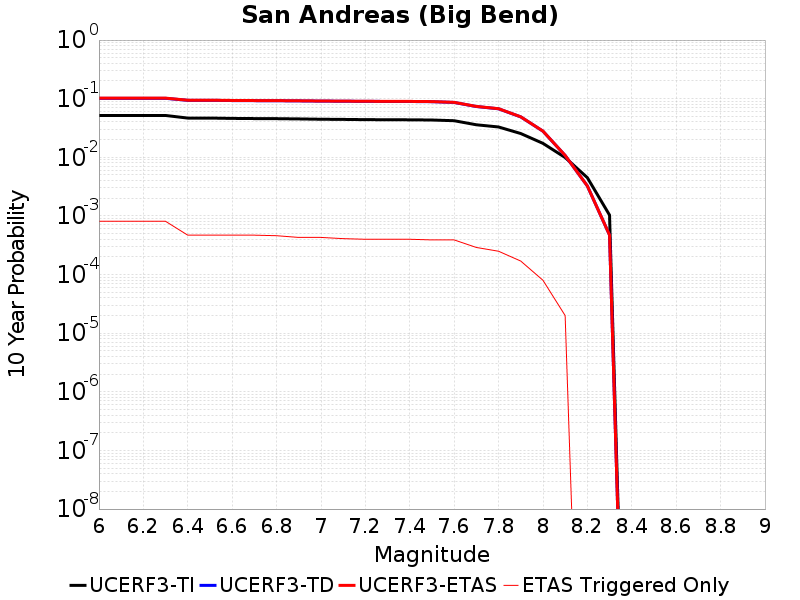 San Andreas (Big Bend)
10^0
10^-1
10^-2
10^-3
10^-4
10^-5
10^-6
10^-7
10^-8
10 Year Probability
6 6.2 6.4 6.6 6.8 7 7.2 7.4 7.6 7.8 8 8.2 8.4 8.6 8.8 9
Magnitude
UCERF3-TI UCERF3-TD UCERF3-ETAS ETAS Triggered Only